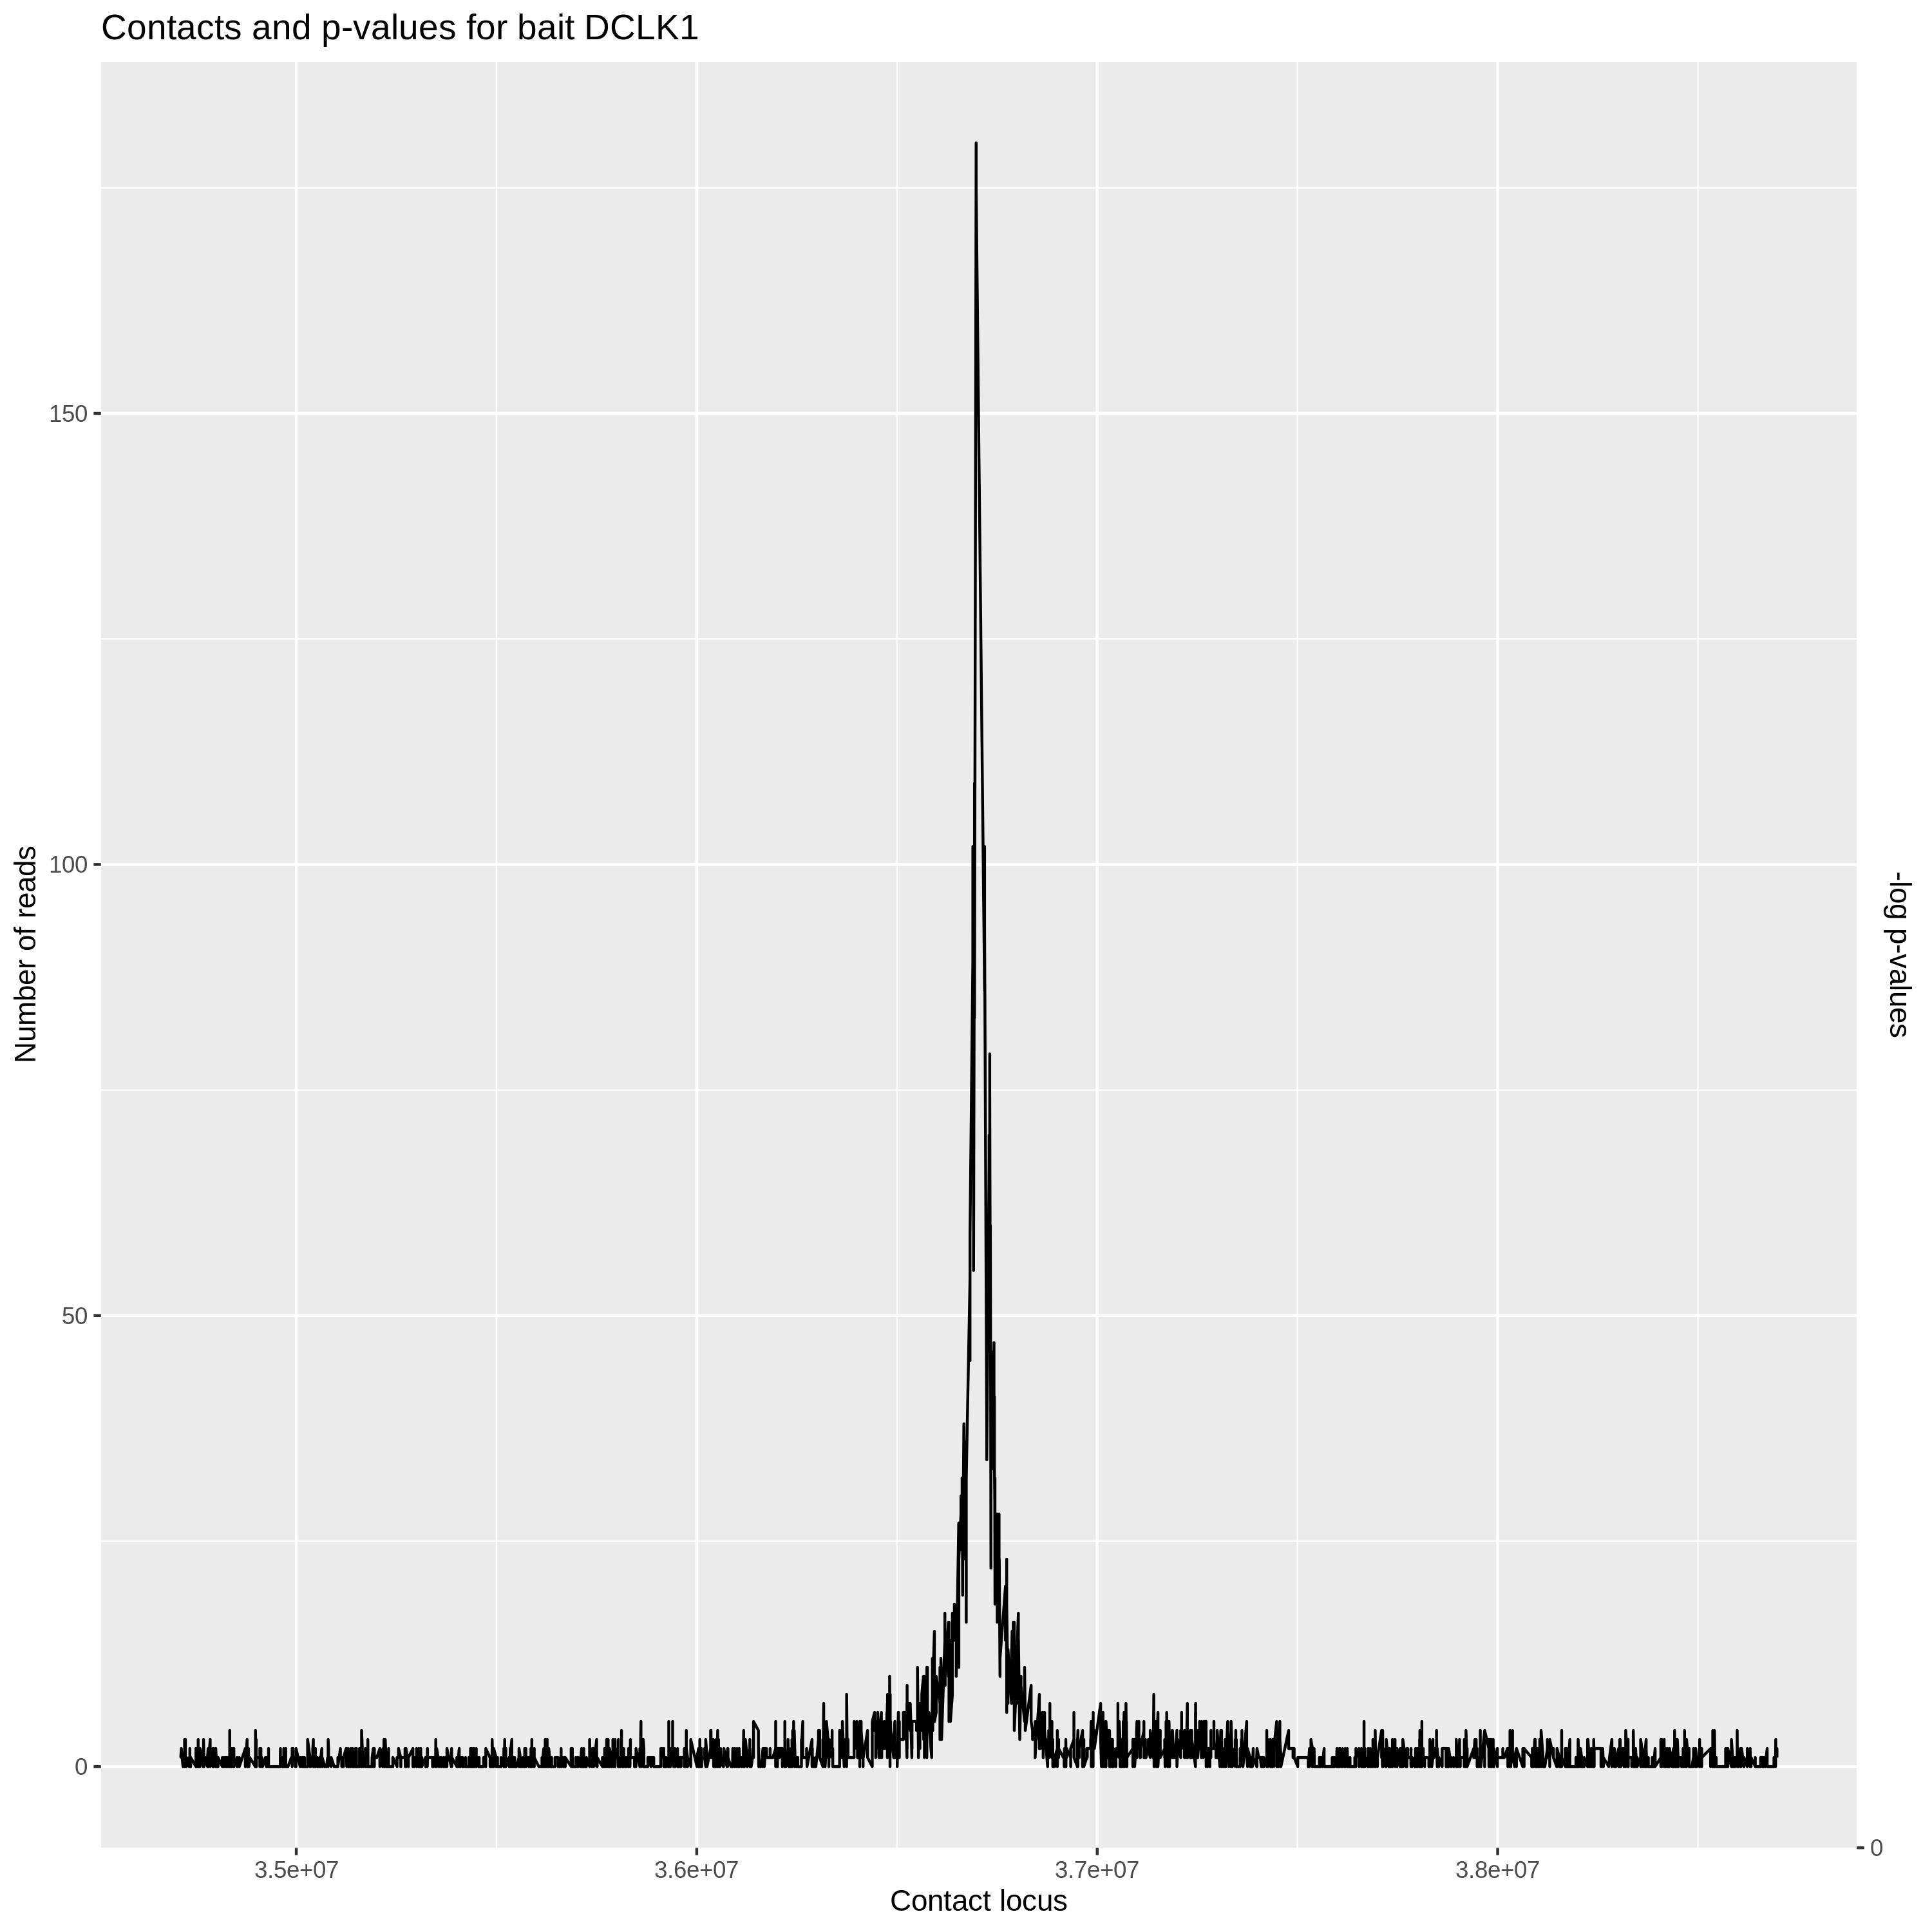 Contacts and p-values for bait DCLK1
Number of reads
150
100
50
0
3.5e+07
3.6e+07
3.7e+07
3.8e+07
Contact locus
-log p-values
0